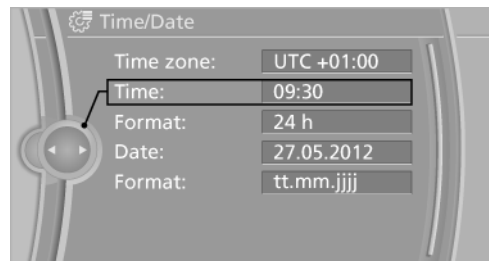 Time/Date
Time zone: UTC +01:00
Time: 09:30
Format: 24 h
Date: 27.05.2012
Format: tt.mm.jjjj